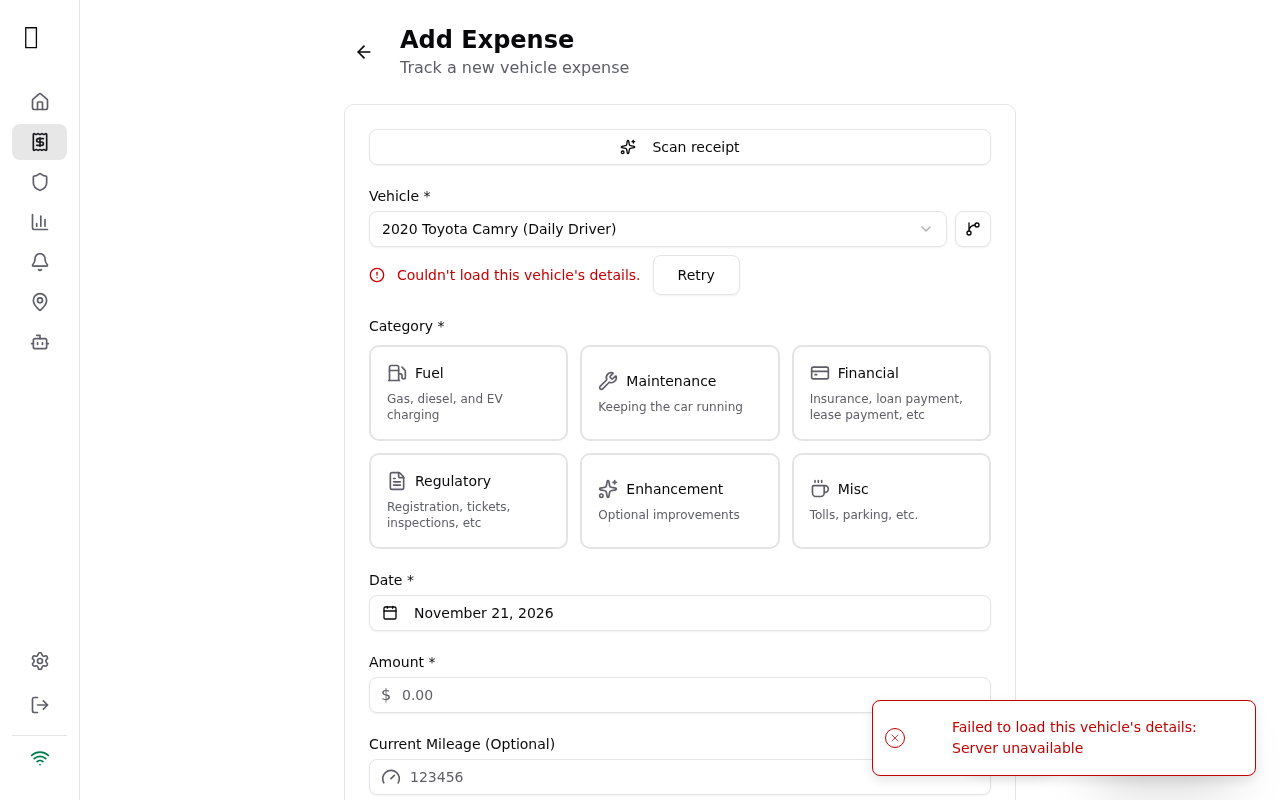 Add Expense
Track a new vehicle expense
Scan receipt
Vehicle *
2020 Toyota Camry (Daily Driver)
Couldn't load this vehicle's details.
Retry
Category *
Fuel
Gas, diesel, and EV
charging
Maintenance
Keeping the car running
Financial
Insurance, loan payment,
lease payment, etc
Regulatory
Registration, tickets,
inspections, etc
Enhancement
Optional improvements
Misc
Tolls, parking, etc.
Date *
November 21, 2026
Amount *
$ 0.00
Current Mileage (Optional)
123456
Failed to load this vehicle's details:
Server unavailable